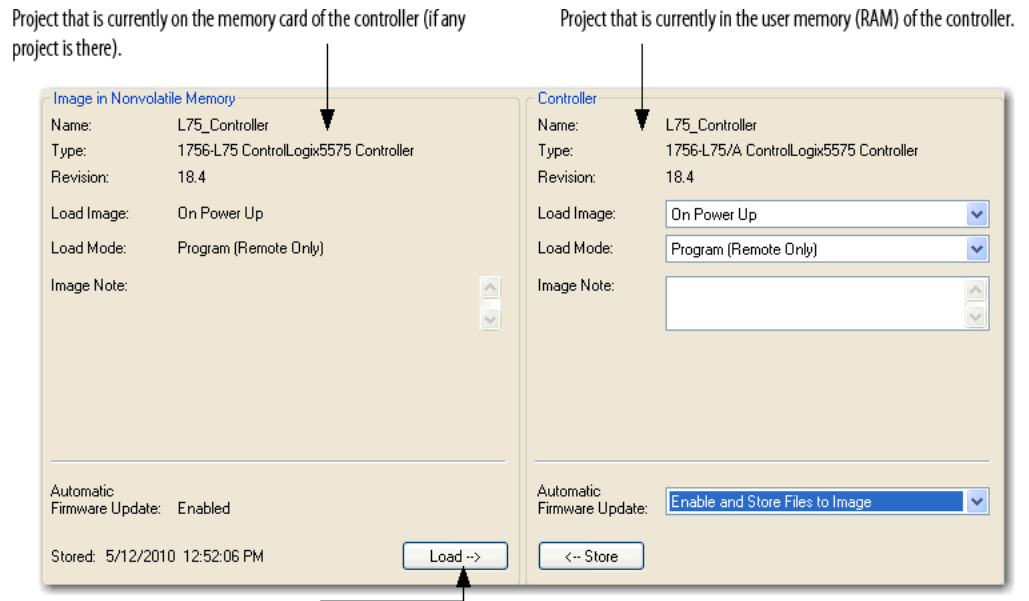 Project that is currently on the memory card of the controller (if any
project is there).
Project that is currently in the user memory (RAM) of the controller.
Image in Nonvolatile Memory
Name: L75_Controller
Type: 1756-L75 ControlLogix5575 Controller
Revision: 18.4
Load Image: On Power Up
Load Mode: Program (Remote Only)
Image Note:
Automatic
Firmware Update: Enabled
Stored: 5/12/2010 12:52:06 PM
Load -->
Controller
Name: L75_Controller
Type: 1756-L75/A ControlLogix5575 Controller
Revision: 18.4
Load Image: On Power Up
Load Mode: Program (Remote Only)
Image Note:
Automatic
Firmware Update: Enable and Store Files to Image
<-- Store